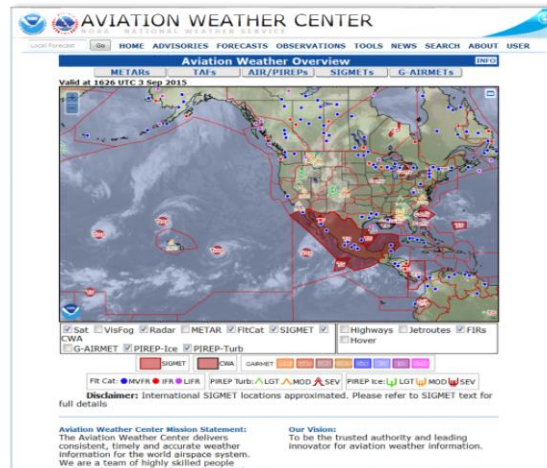 AVIATION WEATHER CENTER
NOAA NATIONAL WEATHER SERVICE
Local Forecast Go HOME ADVISORIES FORECASTS OBSERVATIONS TOOLS NEWS SEARCH ABOUT USER
Aviation Weather Overview INFO
METARs TAFs AIR/PIREPs SIGMETs G-AIRMETs
Valid at 1626 UTC 3 Sep 2015
Sat VisFog Radar METAR FltCat SIGMET
CWA
G-AIRMET PIREP-Ice PIREP-Turb
Highways Jetroutes FIRs
Hover
SIGMET CWA GAIRMET
Flt Cat: MVFR IFR LIFR PIREP Turb: LGT MOD SEV PIREP Ice: LGT MOD SEV
Disclaimer: International SIGMET locations approximated. Please refer to SIGMET text for
full details
Aviation Weather Center Mission Statement:
The Aviation Weather Center delivers
consistent, timely and accurate weather
information for the world airspace system.
We are a team of highly skilled people
Our Vision:
To be the trusted authority and leading
innovator for aviation weather information.